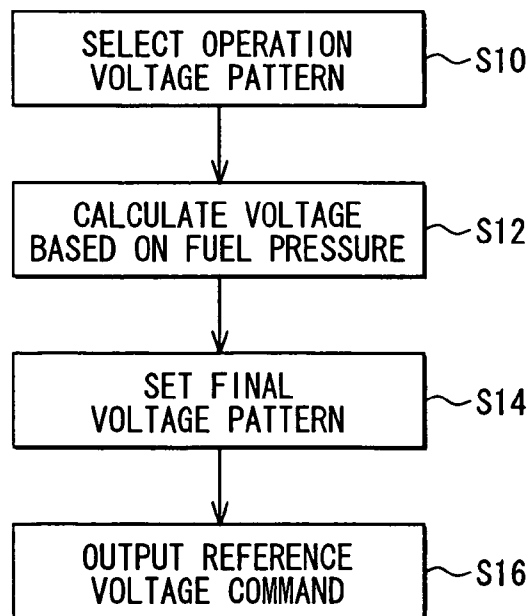 SELECT OPERATION
VOLTAGE PATTERN
S10
CALCULATE VOLTAGE
BASED ON FUEL PRESSURE
S12
SET FINAL
VOLTAGE PATTERN
S14
OUTPUT REFERENCE
VOLTAGE COMMAND
S16